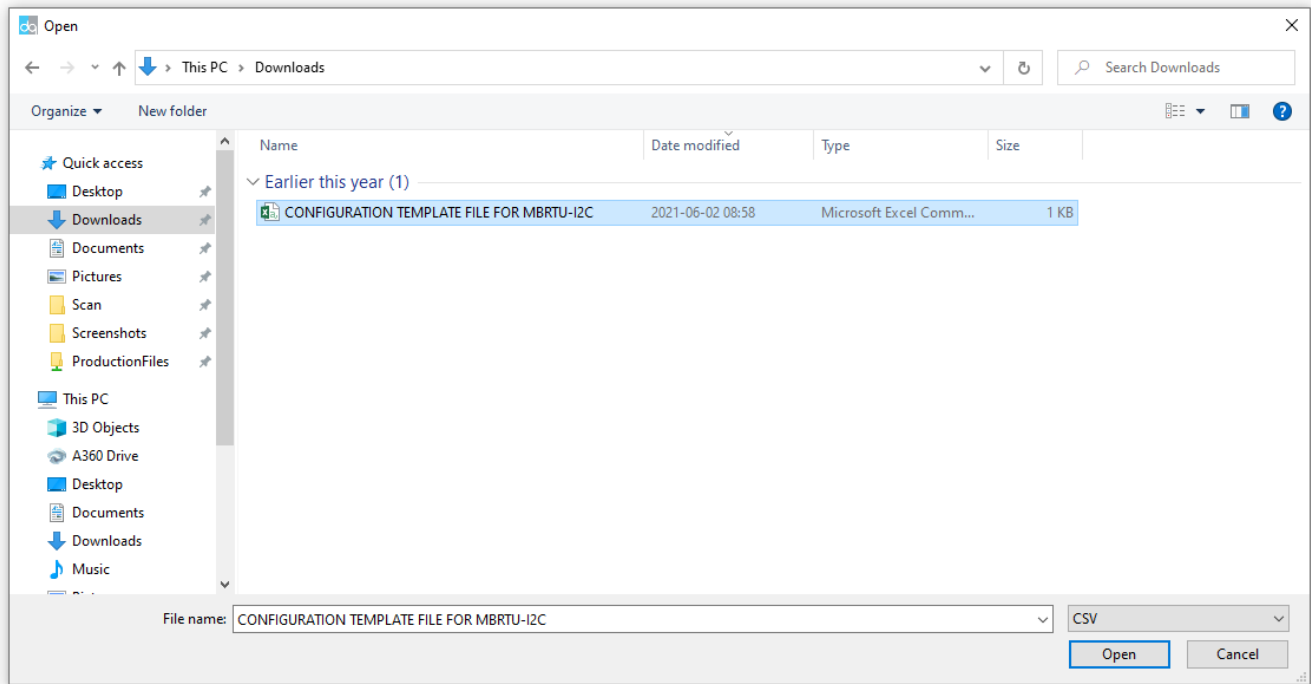 dq Open
This PC > Downloads
Search Downloads
Organize
New folder
?
Name
Date modified
Type
Size
Quick access
Desktop
Downloads
Documents
Pictures
Scan
Screenshots
ProductionFiles
This PC
3D Objects
A360 Drive
Desktop
Documents
Downloads
Music
Earlier this year (1)
CONFIGURATION TEMPLATE FILE FOR MBRTU-I2C 2021-06-02 08:58 Microsoft Excel Comm... 1 KB
File name: CONFIGURATION TEMPLATE FILE FOR MBRTU-I2C
CSV
Open
Cancel